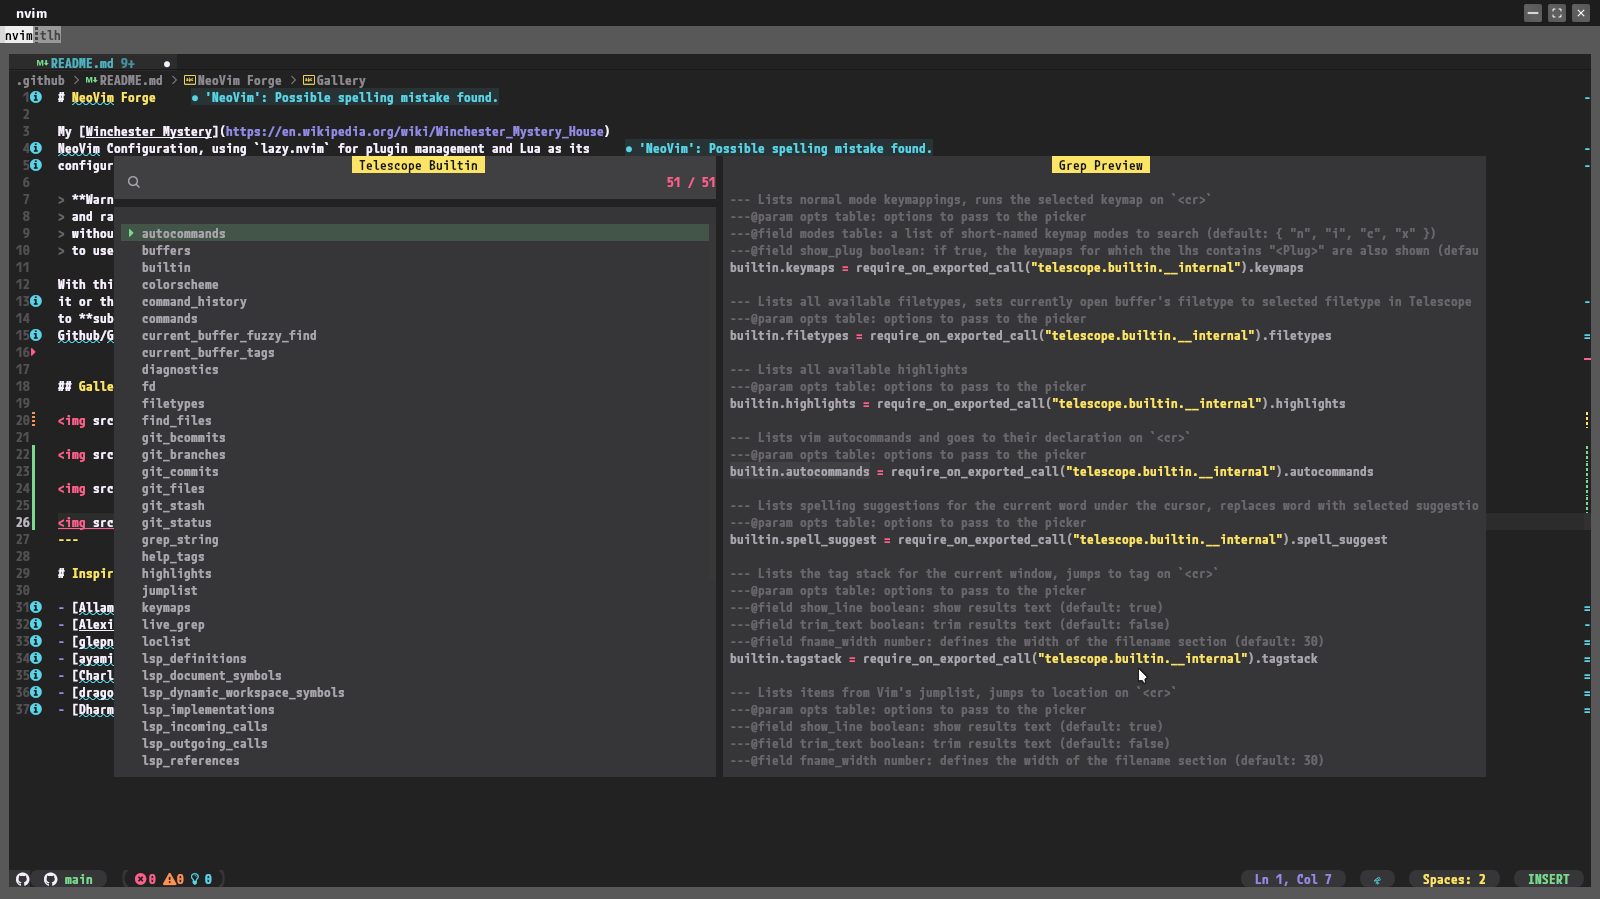 nvim
nvim:tlh
README.md 9+ ●
.github > README.md > NeoVim Forge > Gallery
1 # NeoVim Forge ● 'NeoVim': Possible spelling mistake found.
2
3 My [Winchester Mystery](https://en.wikipedia.org/wiki/Winchester_Mystery_House)
4 NeoVim Configuration, using `lazy.nvim` for plugin management and Lua as its ● 'NeoVim': Possible spelling mistake found.
5 configur
6
7 > **Warn
8 > and ra
9 > withou
10 > to use
11
12 With thi
13 it or th
14 to **sub
15 Github/G
16
17
18 ## Galle
19
20 <img src
21
22 <img src
23
24 <img src
25
26 <img src
27 ---
28
29 # Inspir
30
31 - [Allam
32 - [Alexi
33 - [glepn
34 - [ayami
35 - [Charl
36 - [drago
37 - [Dharm
Telescope Builtin
51 / 51
autocommands
buffers
builtin
colorscheme
command_history
commands
current_buffer_fuzzy_find
current_buffer_tags
diagnostics
fd
filetypes
find_files
git_bcommits
git_branches
git_commits
git_files
git_stash
git_status
grep_string
help_tags
highlights
jumplist
keymaps
live_grep
loclist
lsp_definitions
lsp_document_symbols
lsp_dynamic_workspace_symbols
lsp_implementations
lsp_incoming_calls
lsp_outgoing_calls
lsp_references
Grep Preview
--- Lists normal mode keymappings, runs the selected keymap on `<cr>`
---@param opts table: options to pass to the picker
---@field modes table: a list of short-named keymap modes to search (default: { "n", "i", "c", "x" })
---@field show_plug boolean: if true, the keymaps for which the lhs contains "<Plug>" are also shown (defau
builtin.keymaps = require_on_exported_call("telescope.builtin.__internal").keymaps
--- Lists all available filetypes, sets currently open buffer's filetype to selected filetype in Telescope
---@param opts table: options to pass to the picker
builtin.filetypes = require_on_exported_call("telescope.builtin.__internal").filetypes
--- Lists all available highlights
---@param opts table: options to pass to the picker
builtin.highlights = require_on_exported_call("telescope.builtin.__internal").highlights
--- Lists vim autocommands and goes to their declaration on `<cr>`
---@param opts table: options to pass to the picker
builtin.autocommands = require_on_exported_call("telescope.builtin.__internal").autocommands
--- Lists spelling suggestions for the current word under the cursor, replaces word with selected suggestio
---@param opts table: options to pass to the picker
builtin.spell_suggest = require_on_exported_call("telescope.builtin.__internal").spell_suggest
--- Lists the tag stack for the current window, jumps to tag on `<cr>`
---@param opts table: options to pass to the picker
---@field show_line boolean: show results text (default: true)
---@field trim_text boolean: trim results text (default: false)
---@field fname_width number: defines the width of the filename section (default: 30)
builtin.tagstack = require_on_exported_call("telescope.builtin.__internal").tagstack
--- Lists items from Vim's jumplist, jumps to location on `<cr>`
---@param opts table: options to pass to the picker
---@field show_line boolean: show results text (default: true)
---@field trim_text boolean: trim results text (default: false)
---@field fname_width number: defines the width of the filename section (default: 30)
main 0 0 0 Ln 1, Col 7 Spaces: 2 INSERT